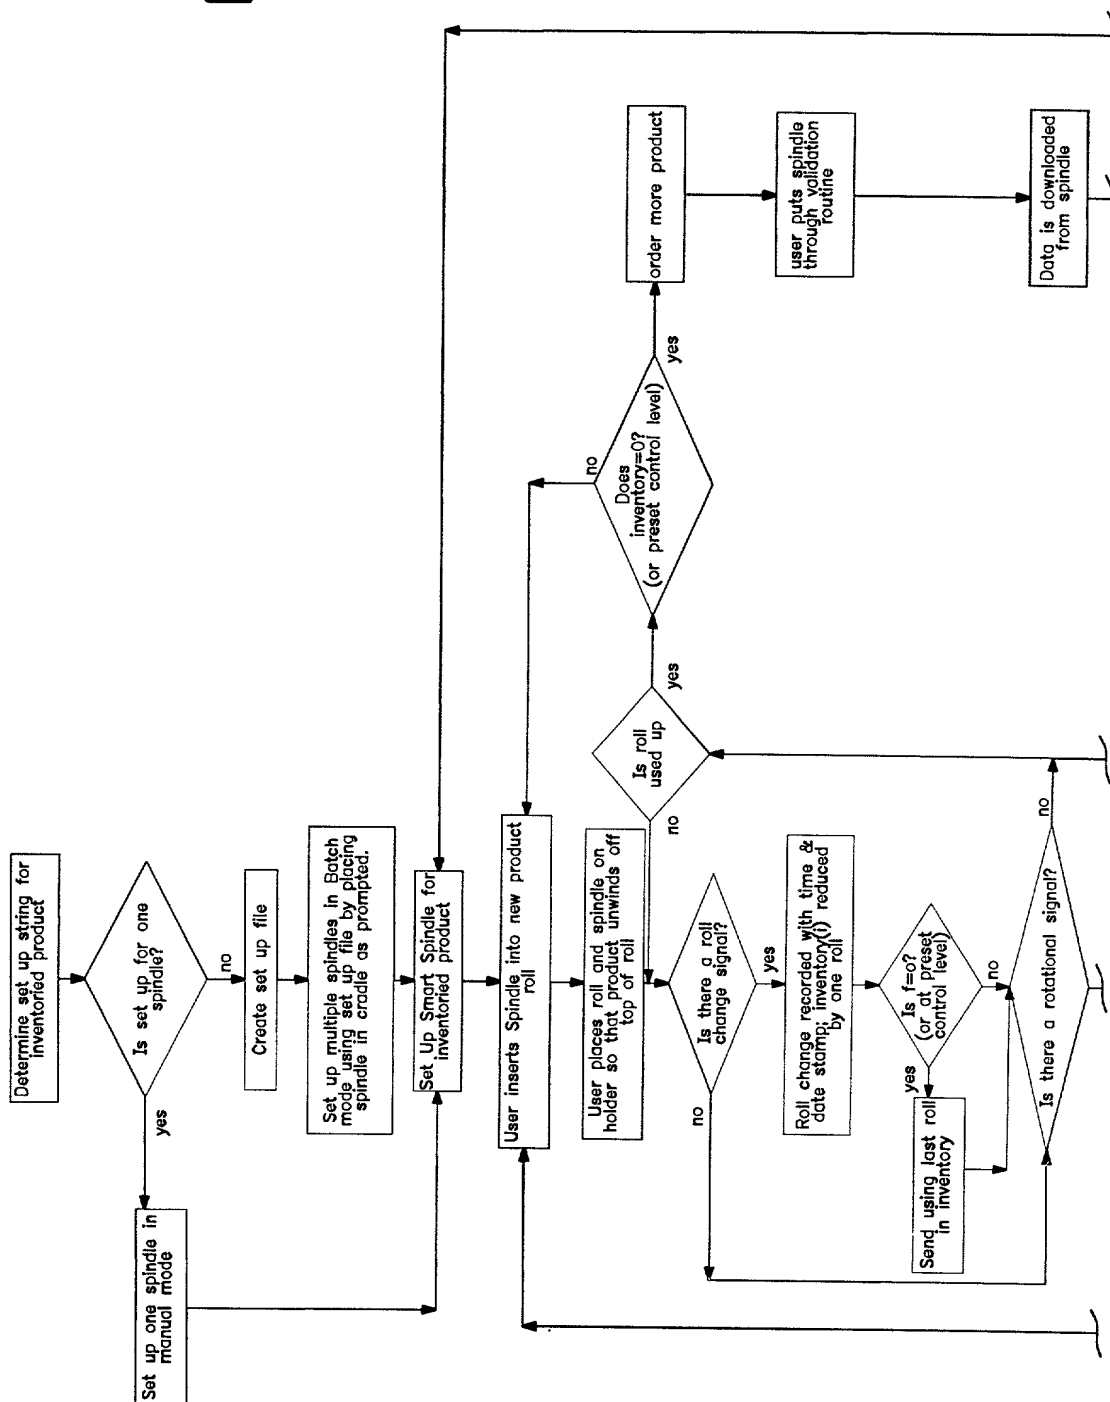 Determine set up string for
inventoried product
Is set up for one
spindle?
yes
no
Set up one spindle in
manual mode
Create set up file
Set up multiple spindles in Batch
mode using set up file by placing
spindle in cradle as prompted.
Set Up Smart Spindle for
inventoried product
User inserts Spindle into new product
roll
User places roll and spindle on
holder so that product unwinds off
top of roll
Is there a roll
change signal?
no
yes
Roll change recorded with time &
date stamp; inventory(i) reduced
by one roll
Is f=o?
(or at preset
control level)
yes
no
Send using last roll
in inventory
Is there a rotational signal?
no
Is roll
used up
no
yes
Does
inventory=0?
(or preset control level)
no
yes
order more product
user puts spindle
through validation
routine
Data is downloaded
from spindle